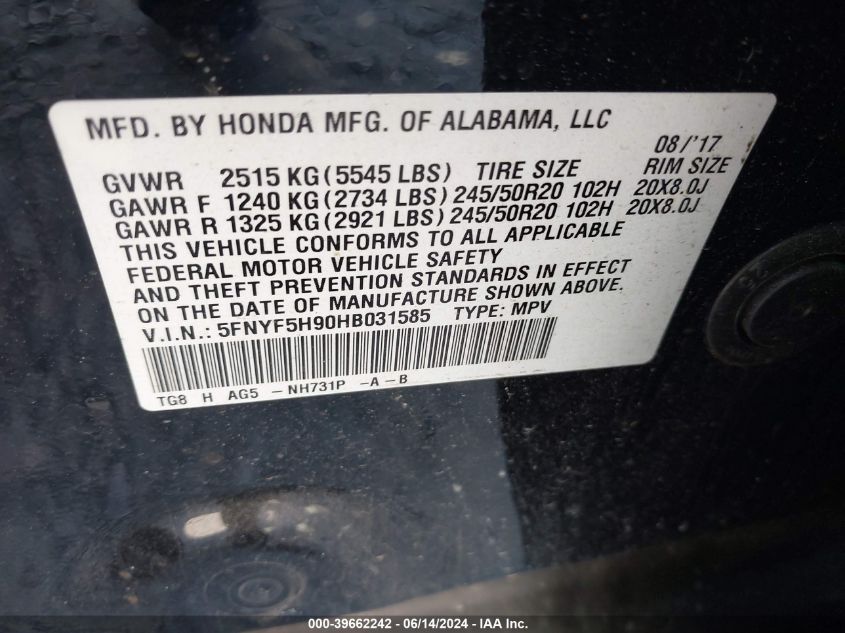 MFD. BY HONDA MFG. OF ALABAMA, LLC
08/'17
GVWR 2515 KG (5545 LBS) TIRE SIZE RIM SIZE
GAWR F 1240 KG (2734 LBS) 245/50R20 102H 20X8.0J
GAWR R 1325 KG (2921 LBS) 245/50R20 102H 20X8.0J
THIS VEHICLE CONFORMS TO ALL APPLICABLE
FEDERAL MOTOR VEHICLE SAFETY
AND THEFT PREVENTION STANDARDS IN EFFECT
ON THE DATE OF MANUFACTURE SHOWN ABOVE.
V.I.N.: 5FNYF5H90HB031585 TYPE: MPV
TG8 H AG5 -NH731P -A-B
000-39662242 - 06/14/2024 - IAA Inc.